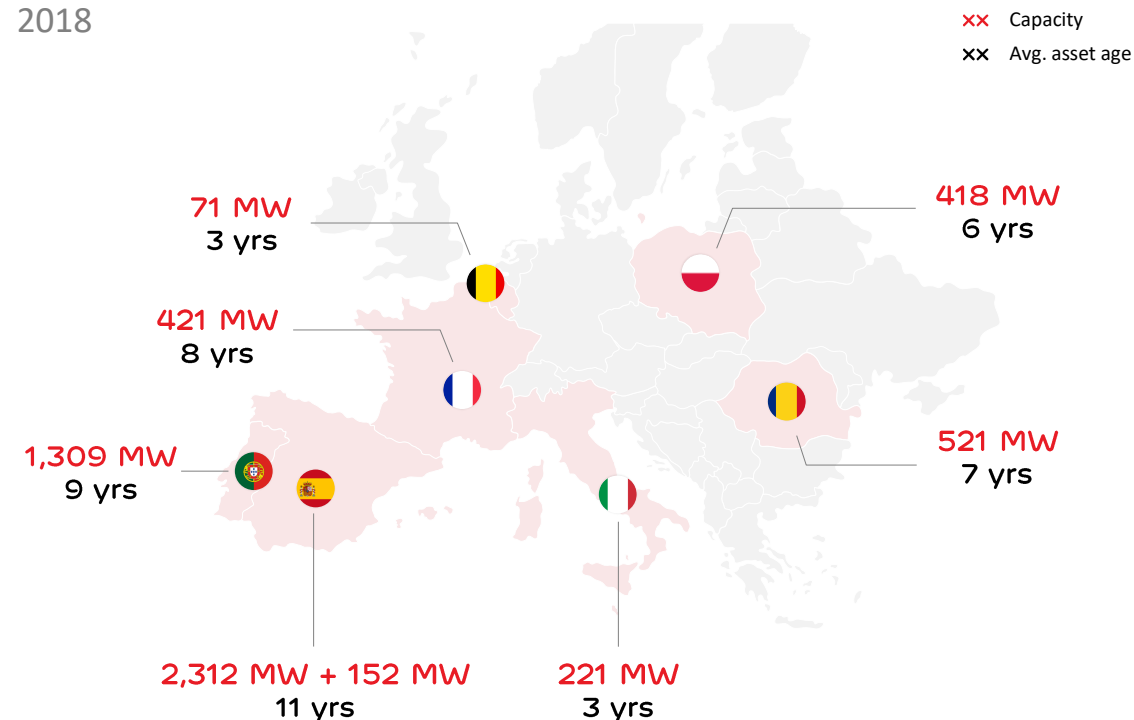 2018
XX Capacity
XX Avg. asset age
71 MW
3 yrs
418 MW
6 yrs
421 MW
8 yrs
1,309 MW
9 yrs
521 MW
7 yrs
2,312 MW + 152 MW
11 yrs
221 MW
3 yrs